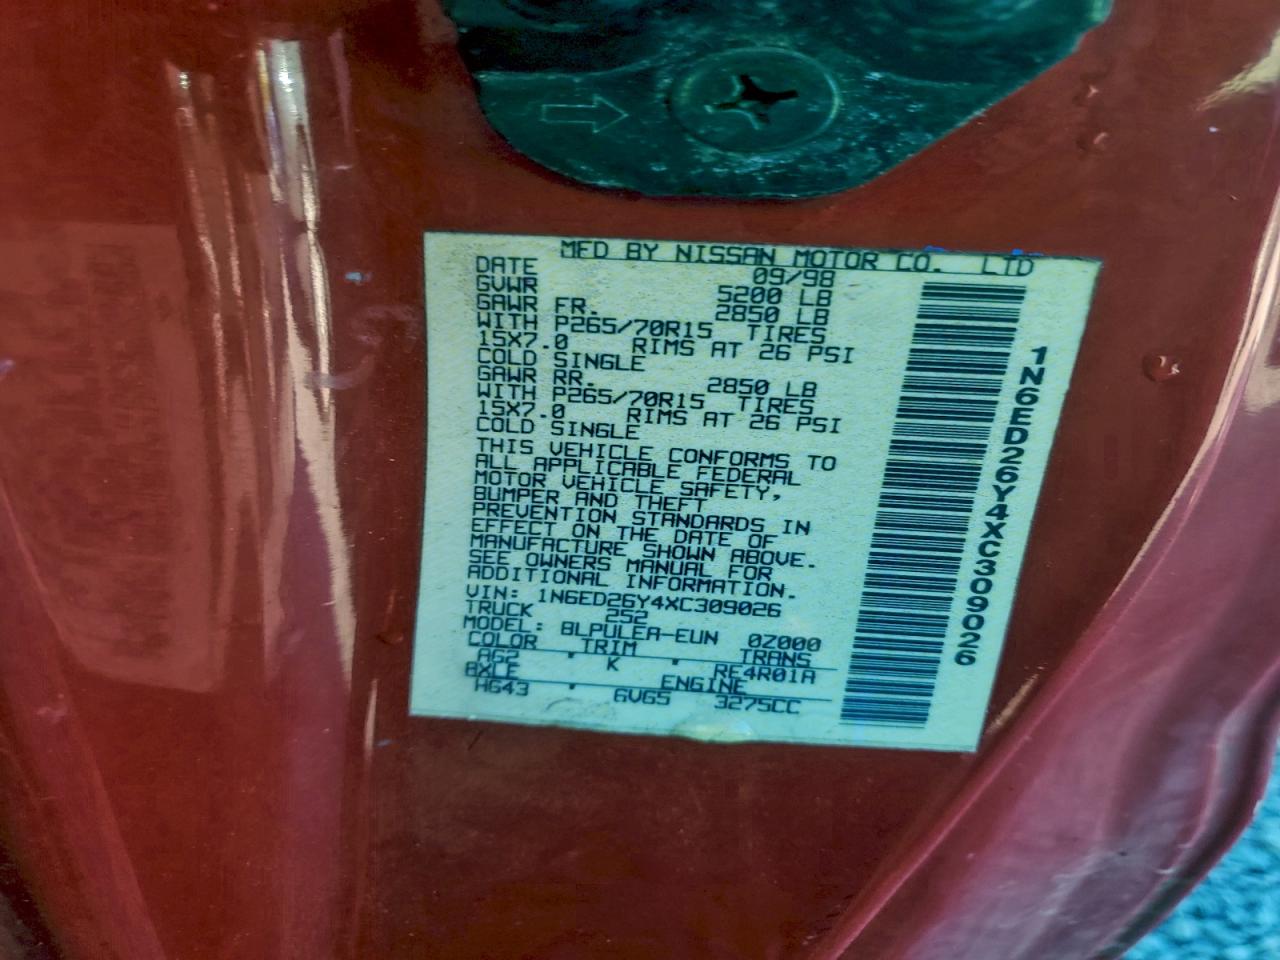 MFD BY NISSAN MOTOR CO. LTD
DATE 09/98
GVWR 5200 LB
GAWR FR. 2850 LB
WITH P265/70R15 TIRES
15X7.0 RIMS AT 26 PSI
COLD SINGLE
GAWR RR. 2850 LB
WITH P265/70R15 TIRES
15X7.0 RIMS AT 26 PSI
COLD SINGLE
THIS VEHICLE CONFORMS TO
ALL APPLICABLE FEDERAL
MOTOR VEHICLE SAFETY,
BUMPER AND THEFT
PREVENTION STANDARDS IN
EFFECT ON THE DATE OF
MANUFACTURE SHOWN ABOVE.
SEE OWNERS MANUAL FOR
ADDITIONAL INFORMATION.
VIN: 1N6ED26Y4XC309026
TRUCK 252
MODEL: BLPULEA-EUN 0Z000
COLOR TRIM TRANS
AG2 . K . RE4R01A
AXLE ENGINE
HG43 . 6VG5 3275CC
1N6ED26Y4XC309026